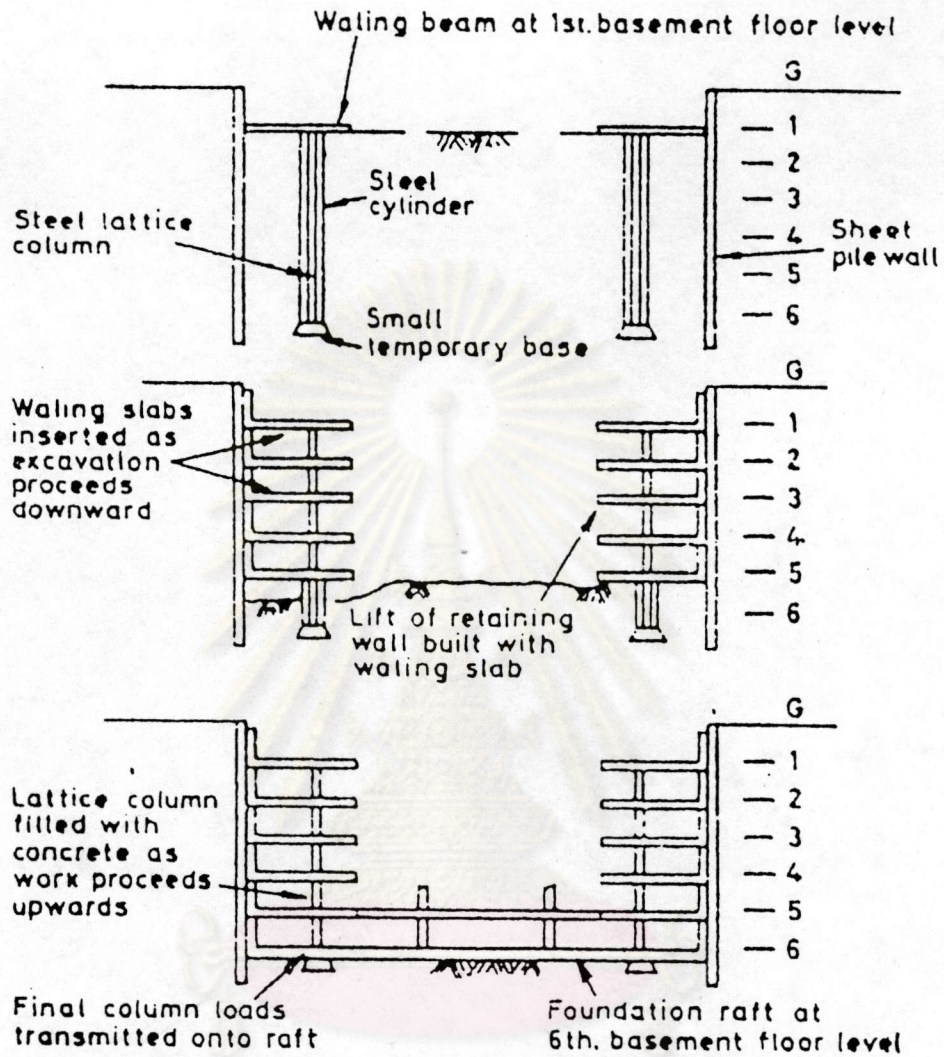 Waling beam at 1st. basement floor level
G
1
2
3
4
5
6
Steel
cylinder
Steel lattice
column
Sheet
pile wall
Small
temporary base
G
Waling slabs
inserted as
excavation
proceeds
downward
1
2
3
4
5
6
Lift of retaining
wall built with
waling slab
G
1
2
3
4
5
6
Lattice column
filled with
concrete as
work proceeds
upwards
Final column loads
transmitted onto raft
Foundation raft at
6th. basement floor level